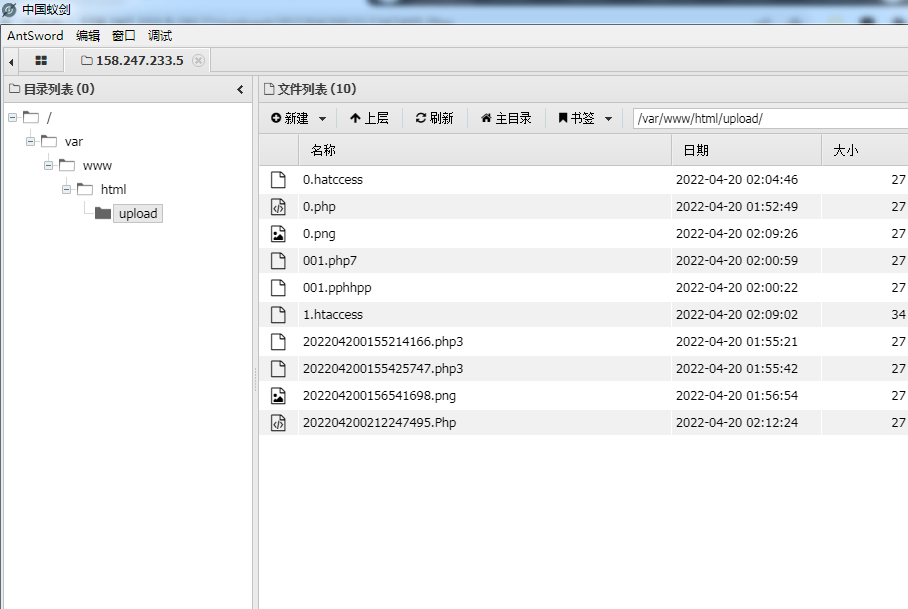 中国蚁剑
AntSword 编辑 窗口 调试
158.247.233.5
目录列表 (0)
文件列表 (10)
新建 上层 刷新 主目录 书签 /var/www/html/upload/
/
var
www
html
upload
名称 日期 大小
0.hatccess 2022-04-20 02:04:46 27
0.php 2022-04-20 01:52:49 27
0.png 2022-04-20 02:09:26 27
001.php7 2022-04-20 02:00:59 27
001.pphhpp 2022-04-20 02:00:22 27
1.htaccess 2022-04-20 02:09:02 34
202204200155214166.php3 2022-04-20 01:55:21 27
202204200155425747.php3 2022-04-20 01:55:42 27
202204200156541698.png 2022-04-20 01:56:54 27
202204200212247495.Php 2022-04-20 02:12:24 27